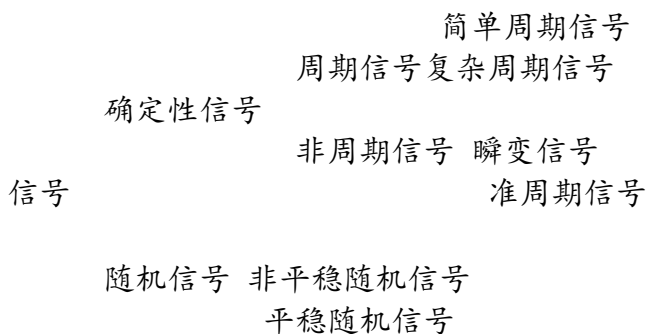 简单周期信号
周期信号复杂周期信号
确定性信号
非周期信号 瞬变信号
信号 准周期信号
随机信号 非平稳随机信号
平稳随机信号